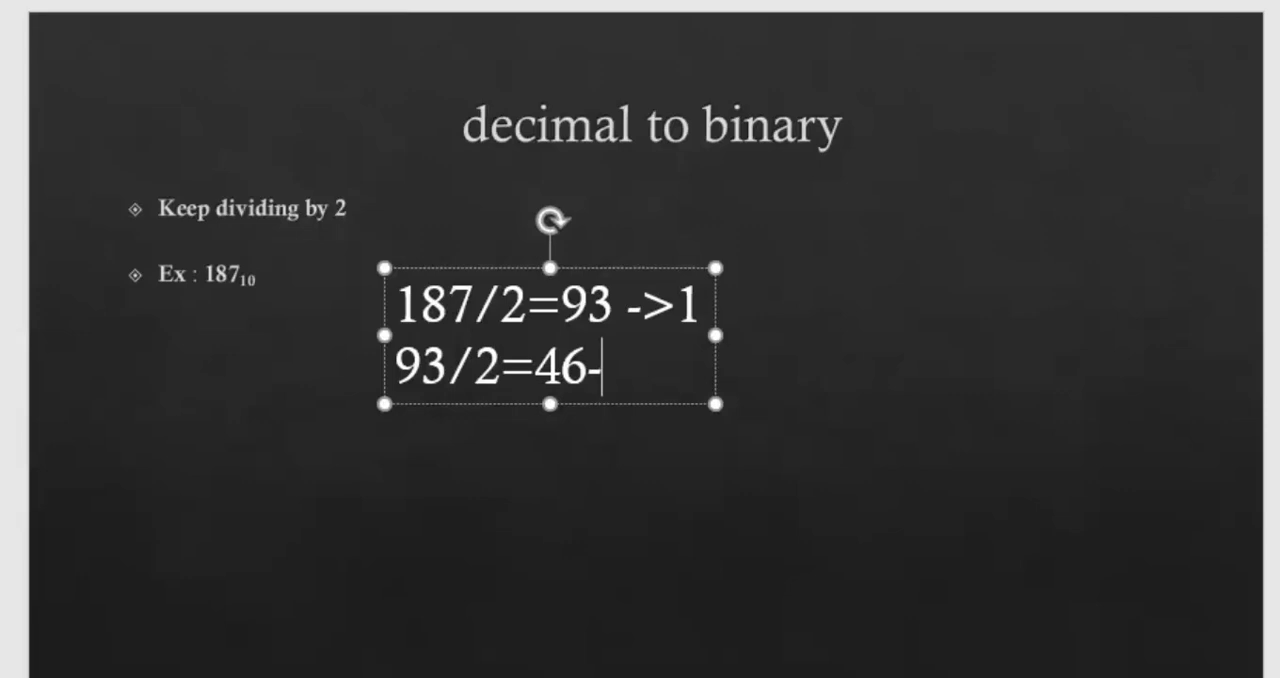 decimal to binary
Keep dividing by 2
Ex : 187₁₀
187/2=93 ->1
93/2=46-